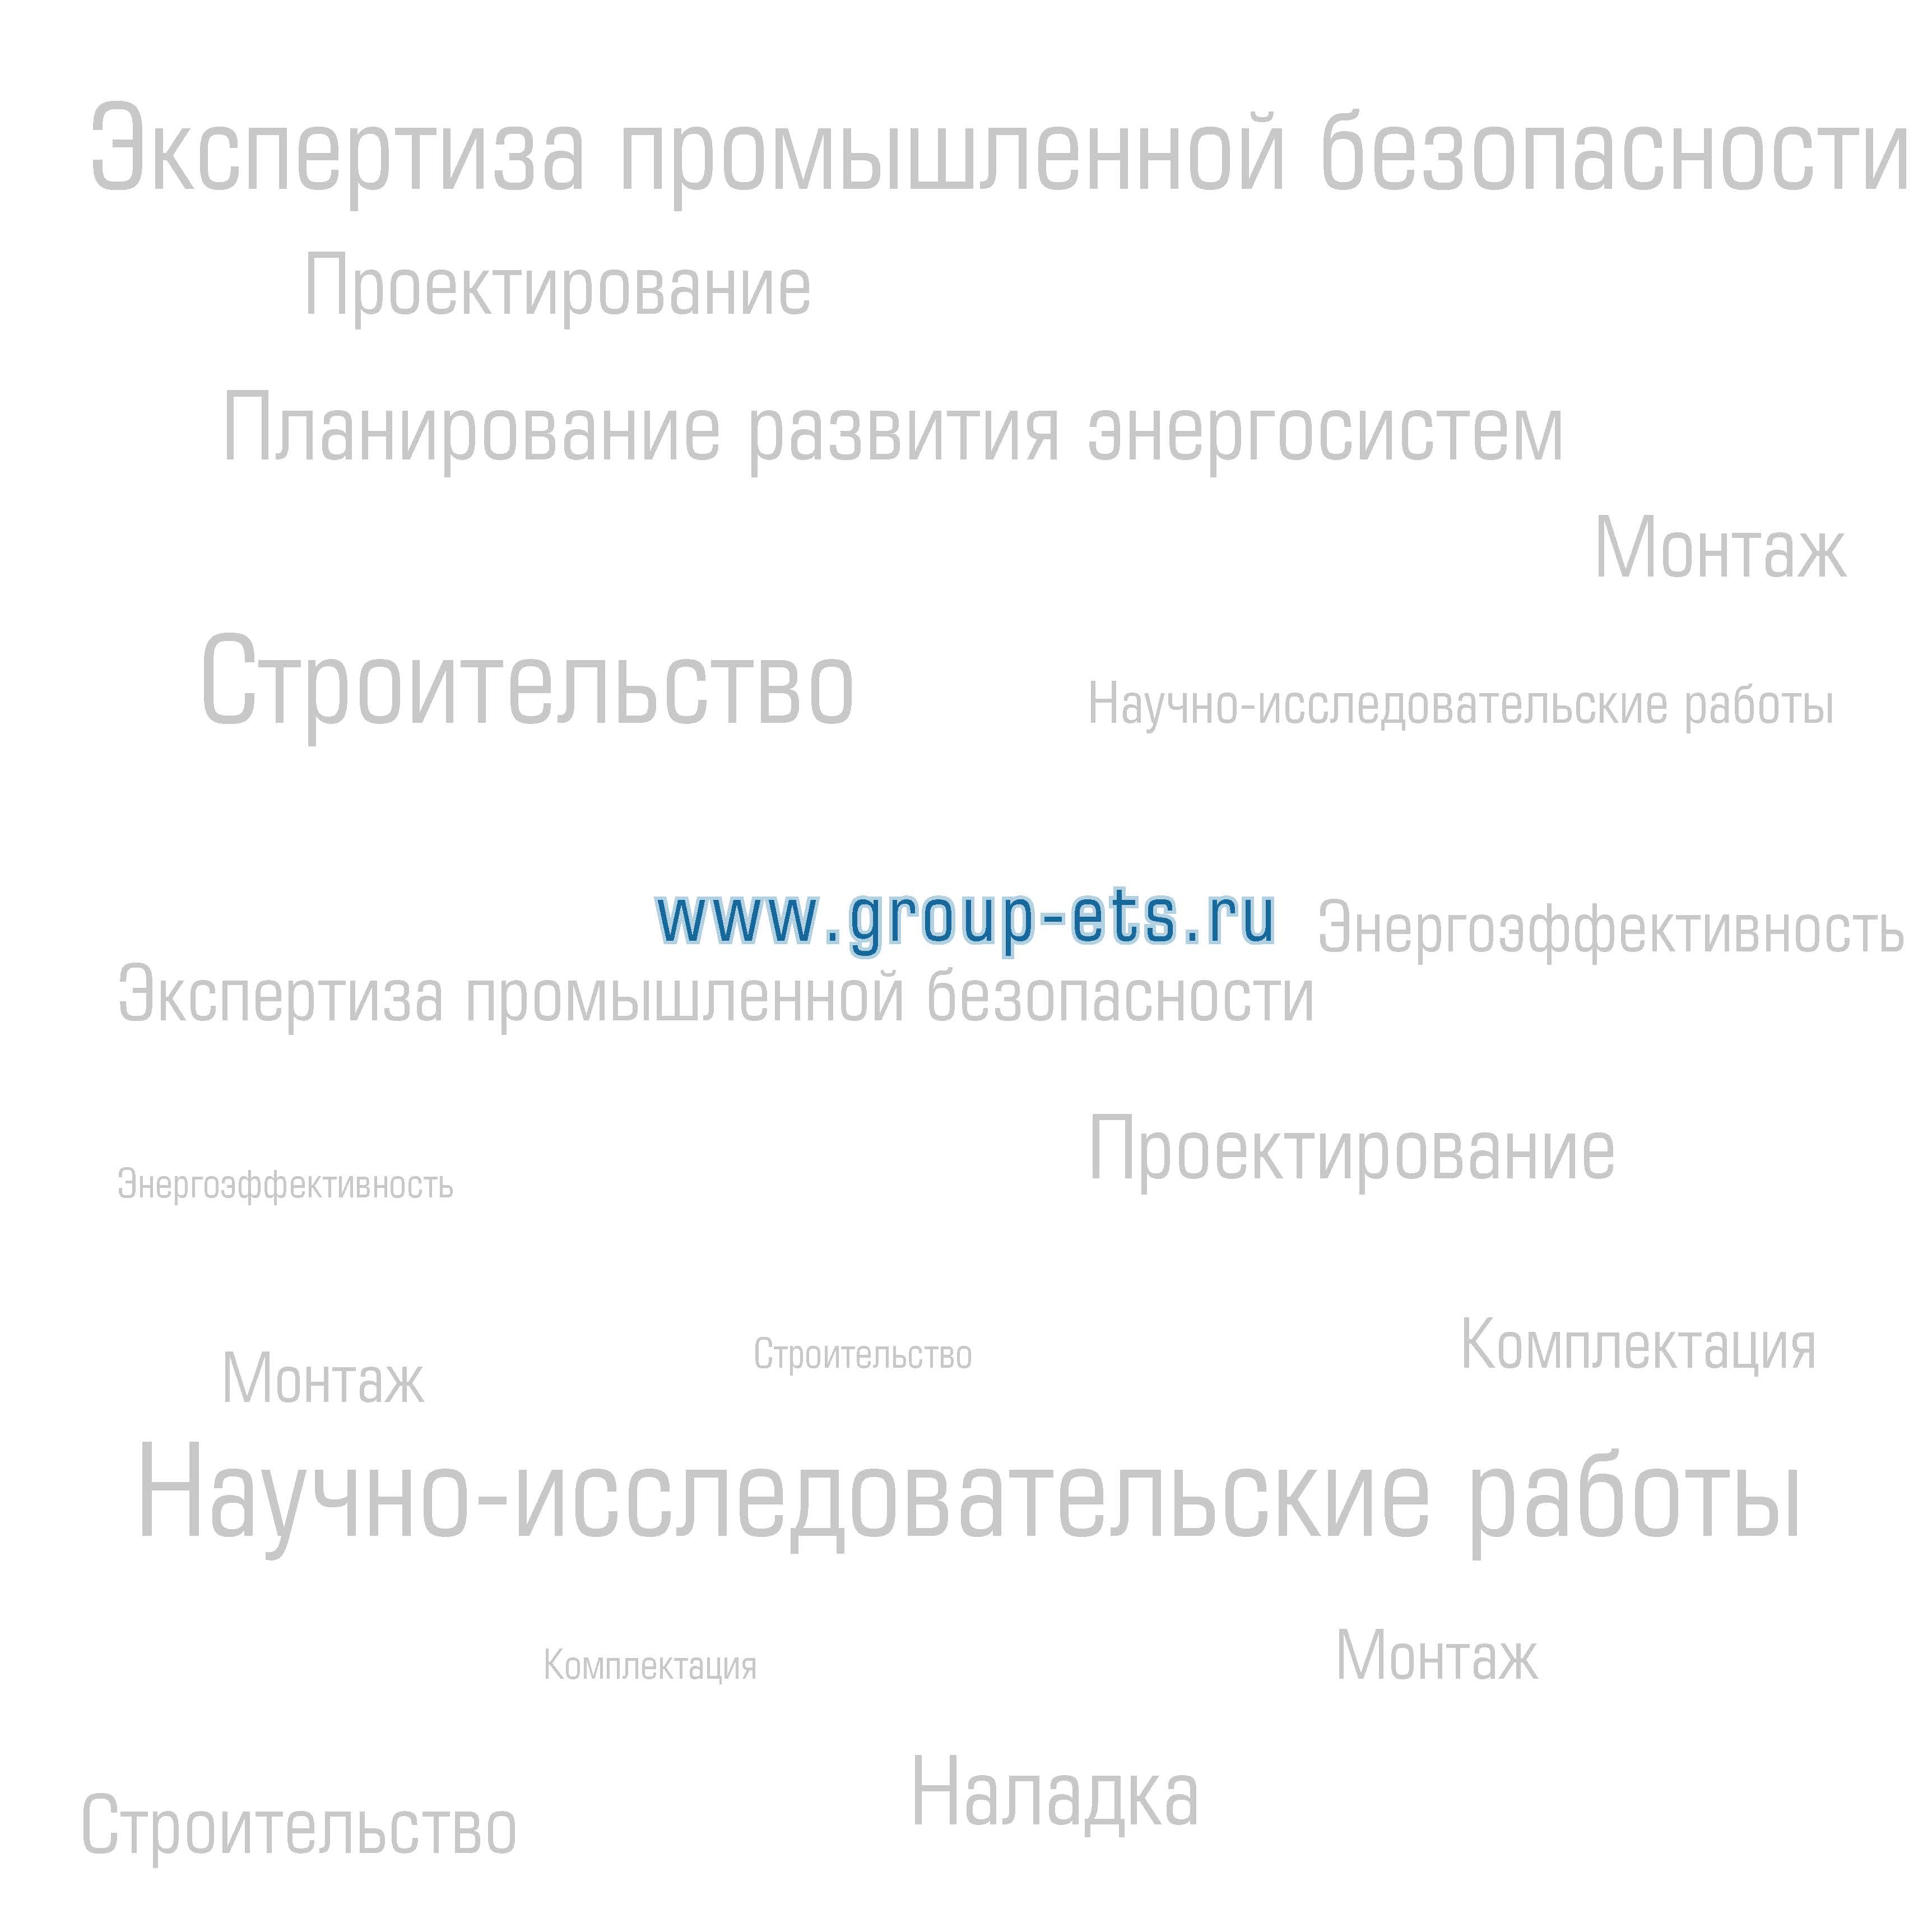 Экспертиза промышленной безопасности
Проектирование
Планирование развития энергосистем
Монтаж
Строительство
Научно-исследовательские работы
www.group-ets.ru
Энергоэффективность
Экспертиза промышленной безопасности
Проектирование
Энергоэффективность
Комплектация
Строительство
Монтаж
Научно-исследовательские работы
Комплектация
Монтаж
Наладка
Строительство